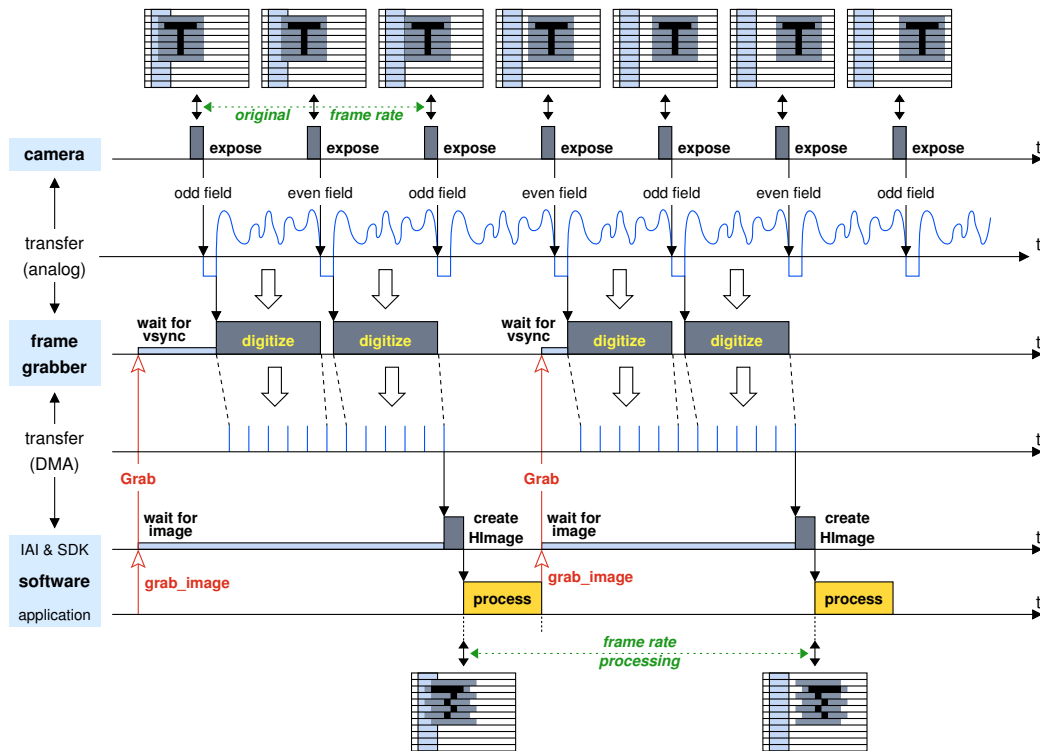 T T T T T T T
original frame rate
camera
expose expose expose expose expose expose expose
t
odd field even field odd field even field odd field even field odd field
transfer
(analog)
t
wait for
vsync
wait for
vsync
frame
grabber
digitize digitize digitize digitize
t
transfer
(DMA)
t
Grab Grab
wait for
image
create
HImage
wait for
image
create
HImage
IAI & SDK
t
software
grab_image grab_image
process process
application
t
frame rate
processing